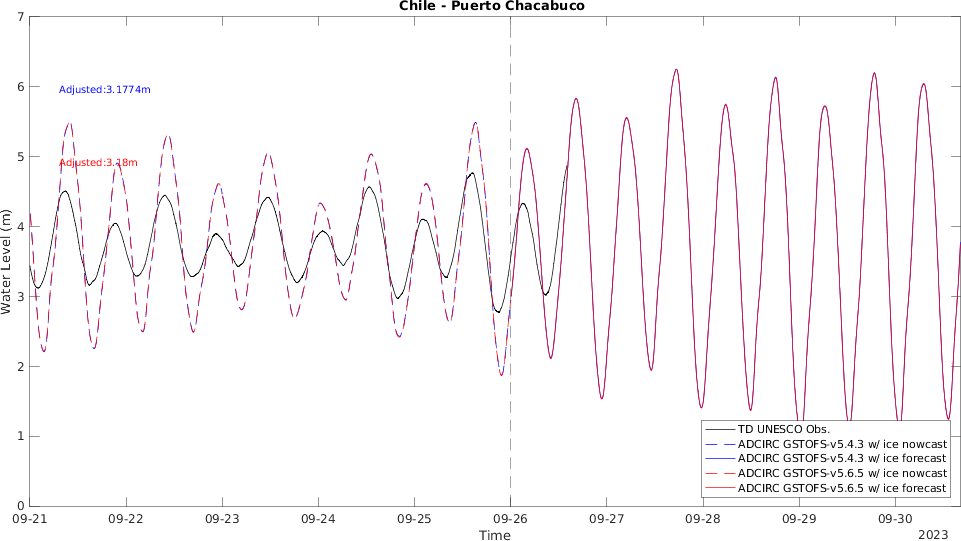 Chile - Puerto Chacabuco
7
6
5
4
3
2
1
0
Water Level (m)
Adjusted:3.1774m
Adjusted:3.18m
TD UNESCO Obs.
ADCIRC GSTOFS-v5.4.3 w/ ice nowcast
ADCIRC GSTOFS-v5.4.3 w/ ice forecast
ADCIRC GSTOFS-v5.6.5 w/ ice nowcast
ADCIRC GSTOFS-v5.6.5 w/ ice forecast
09-21 09-22 09-23 09-24 09-25 09-26 09-27 09-28 09-29 09-30
Time
2023